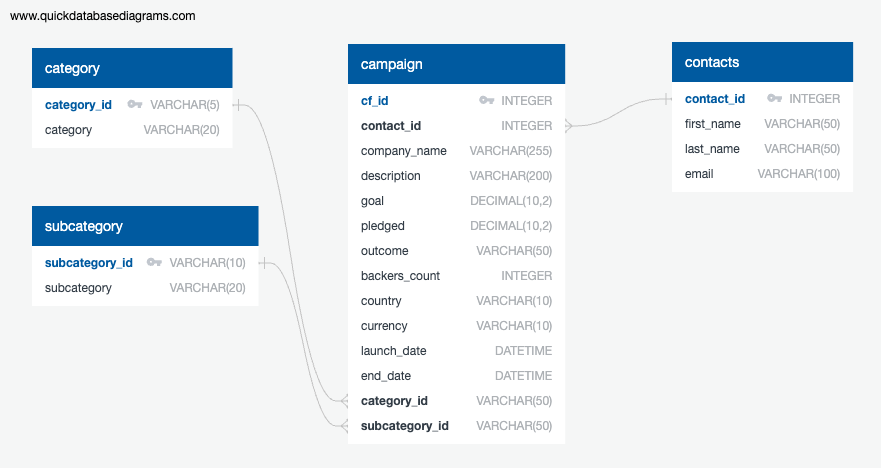 www.quickdatabasediagrams.com
category
category_id VARCHAR(5)
category VARCHAR(20)
subcategory
subcategory_id VARCHAR(10)
subcategory VARCHAR(20)
campaign
cf_id INTEGER
contact_id INTEGER
company_name VARCHAR(255)
description VARCHAR(200)
goal DECIMAL(10,2)
pledged DECIMAL(10,2)
outcome VARCHAR(50)
backers_count INTEGER
country VARCHAR(10)
currency VARCHAR(10)
launch_date DATETIME
end_date DATETIME
category_id VARCHAR(50)
subcategory_id VARCHAR(50)
contacts
contact_id INTEGER
first_name VARCHAR(50)
last_name VARCHAR(50)
email VARCHAR(100)